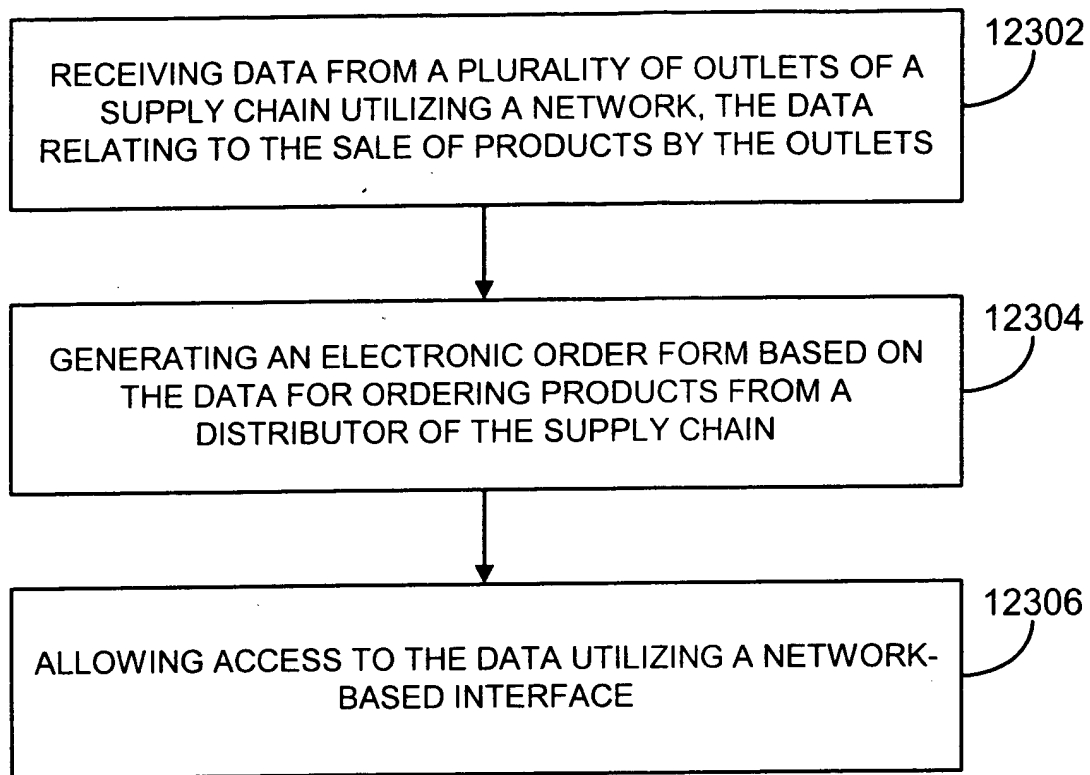 12302
RECEIVING DATA FROM A PLURALITY OF OUTLETS OF A
SUPPLY CHAIN UTILIZING A NETWORK, THE DATA
RELATING TO THE SALE OF PRODUCTS BY THE OUTLETS
12304
GENERATING AN ELECTRONIC ORDER FORM BASED ON
THE DATA FOR ORDERING PRODUCTS FROM A
DISTRIBUTOR OF THE SUPPLY CHAIN
12306
ALLOWING ACCESS TO THE DATA UTILIZING A NETWORK-
BASED INTERFACE